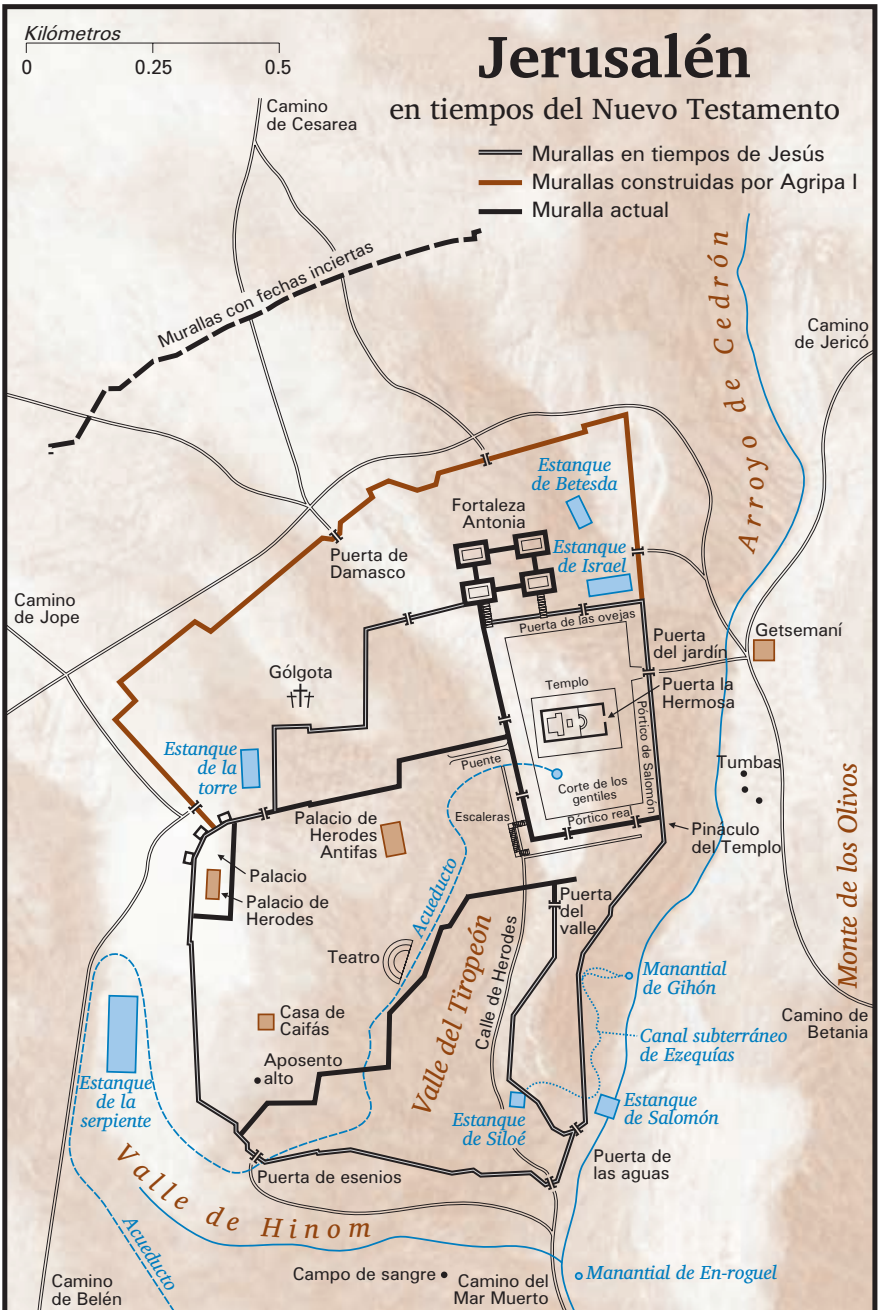 Kilómetros
0 0.25 0.5
Jerusalén
en tiempos del Nuevo Testamento
Murallas en tiempos de Jesús
Murallas construidas por Agripa I
Muralla actual
Camino
de Cesarea
Murallas con fechas inciertas
Arroyo de Cedrón
Camino
de Jericó
Estanque
de Betesda
Fortaleza
Antonia
Estanque
de Israel
Puerta de
Damasco
Camino
de Jope
Puerta de las ovejas
Puerta
del jardín
Getsemaní
Gólgota
Templo
Puerta la
Hermosa
Pórtico de Salomón
Estanque
de la
torre
Puente
Corte de los
gentiles
Tumbas
Monte de los Olivos
Palacio de
Herodes
Antifas
Escaleras
Pórtico real
Pináculo
del Templo
Palacio
Palacio de
Herodes
Acueducto
Puerta
del
valle
Teatro
Valle del Tiropeón
Calle de Herodes
Manantial
de Gihón
Casa de
Caifás
Canal subterráneo
de Ezequías
Camino de
Betania
Aposento
alto
Estanque
de la
serpiente
Estanque
de Siloé
Estanque
de Salomón
Puerta de
las aguas
Puerta de esenios
Valle de Hinom
Acueducto
Camino
de Belén
Campo de sangre
Camino del
Mar Muerto
Manantial de En-roguel